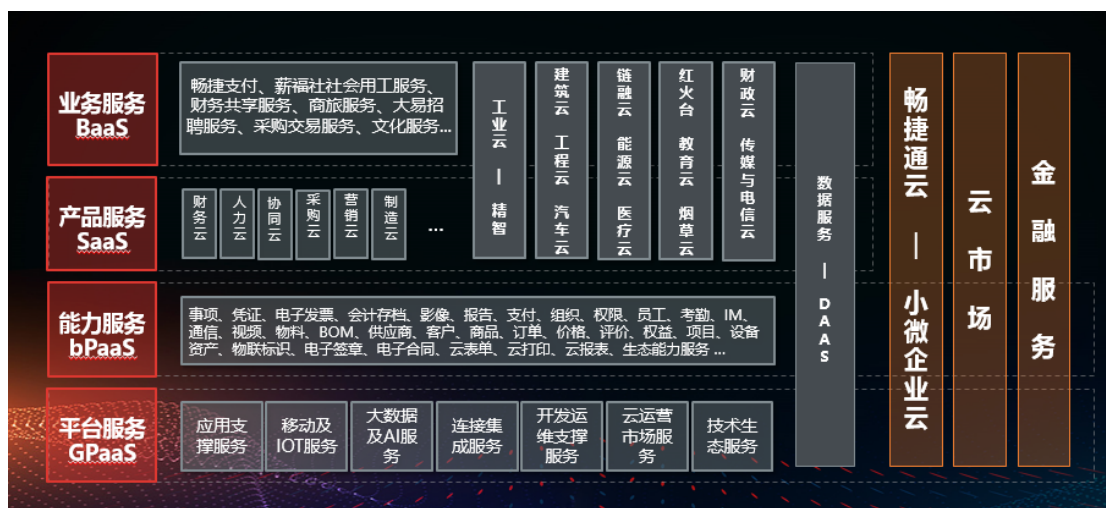 业务服务
BaaS
畅捷支付、薪福社社会用工服务、
财务共享服务、商旅服务、大易招
聘服务、采购交易服务、文化服务...
产品服务
SaaS
财务云
人力云
协同云
采购云
营销云
制造云
...
工业云 | 精智
建筑云 工程云 汽车云
链融云 能源云 医疗云
红火台 教育云 烟草云
财政云 传媒与电信云
能力服务
bPaaS
事项、凭证、电子发票、会计存档、影像、报告、支付、组织、权限、员工、考勤、IM、
通信、视频、物料、BOM、供应商、客户、商品、订单、价格、评价、权益、项目、设备
资产、物联标识、电子签章、电子合同、云表单、云打印、云报表、生态能力服务 ...
平台服务
GPaaS
应用支
撑服务
移动及
IOT服务
大数据
及AI服
务
连接集
成服务
开发运
维支撑
服务
云运营
市场服
务
技术生
态服务
数据服务 | DAAS
畅捷通云 | 小微企业云
云市场
金融服务